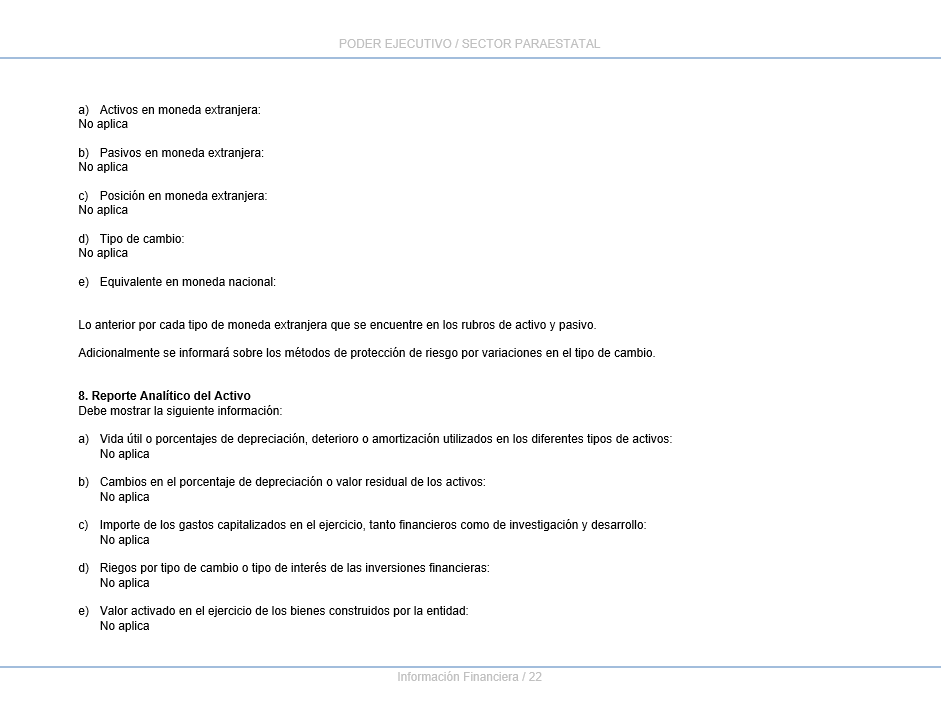 PODER EJECUTIVO / SECTOR PARAESTATAL
a) Activos en moneda extranjera:
No aplica
b) Pasivos en moneda extranjera:
No aplica
c) Posición en moneda extranjera:
No aplica
d) Tipo de cambio:
No aplica
e) Equivalente en moneda nacional:
Lo anterior por cada tipo de moneda extranjera que se encuentre en los rubros de activo y pasivo.
Adicionalmente se informará sobre los métodos de protección de riesgo por variaciones en el tipo de cambio.
8. Reporte Analítico del Activo
Debe mostrar la siguiente información:
a) Vida útil o porcentajes de depreciación, deterioro o amortización utilizados en los diferentes tipos de activos:
No aplica
b) Cambios en el porcentaje de depreciación o valor residual de los activos:
No aplica
c) Importe de los gastos capitalizados en el ejercicio, tanto financieros como de investigación y desarrollo:
No aplica
d) Riegos por tipo de cambio o tipo de interés de las inversiones financieras:
No aplica
e) Valor activado en el ejercicio de los bienes construidos por la entidad:
No aplica
Información Financiera / 22